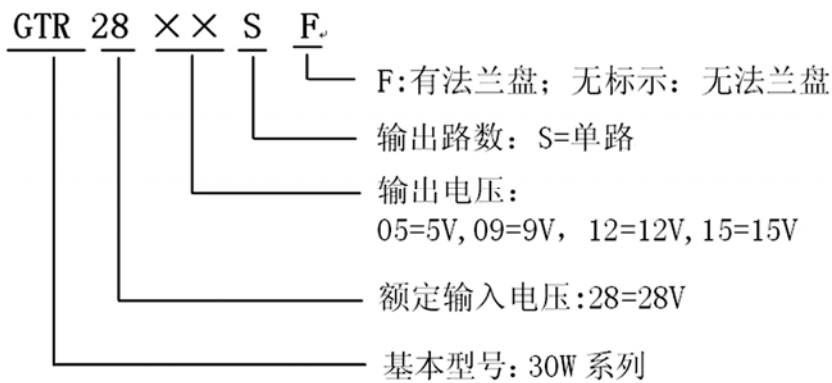 GTR 28 ×× S F
F:有法兰盘；无标示：无法兰盘
输出路数：S=单路
输出电压：
05=5V,09=9V，12=12V,15=15V
额定输入电压:28=28V
基本型号:30W 系列